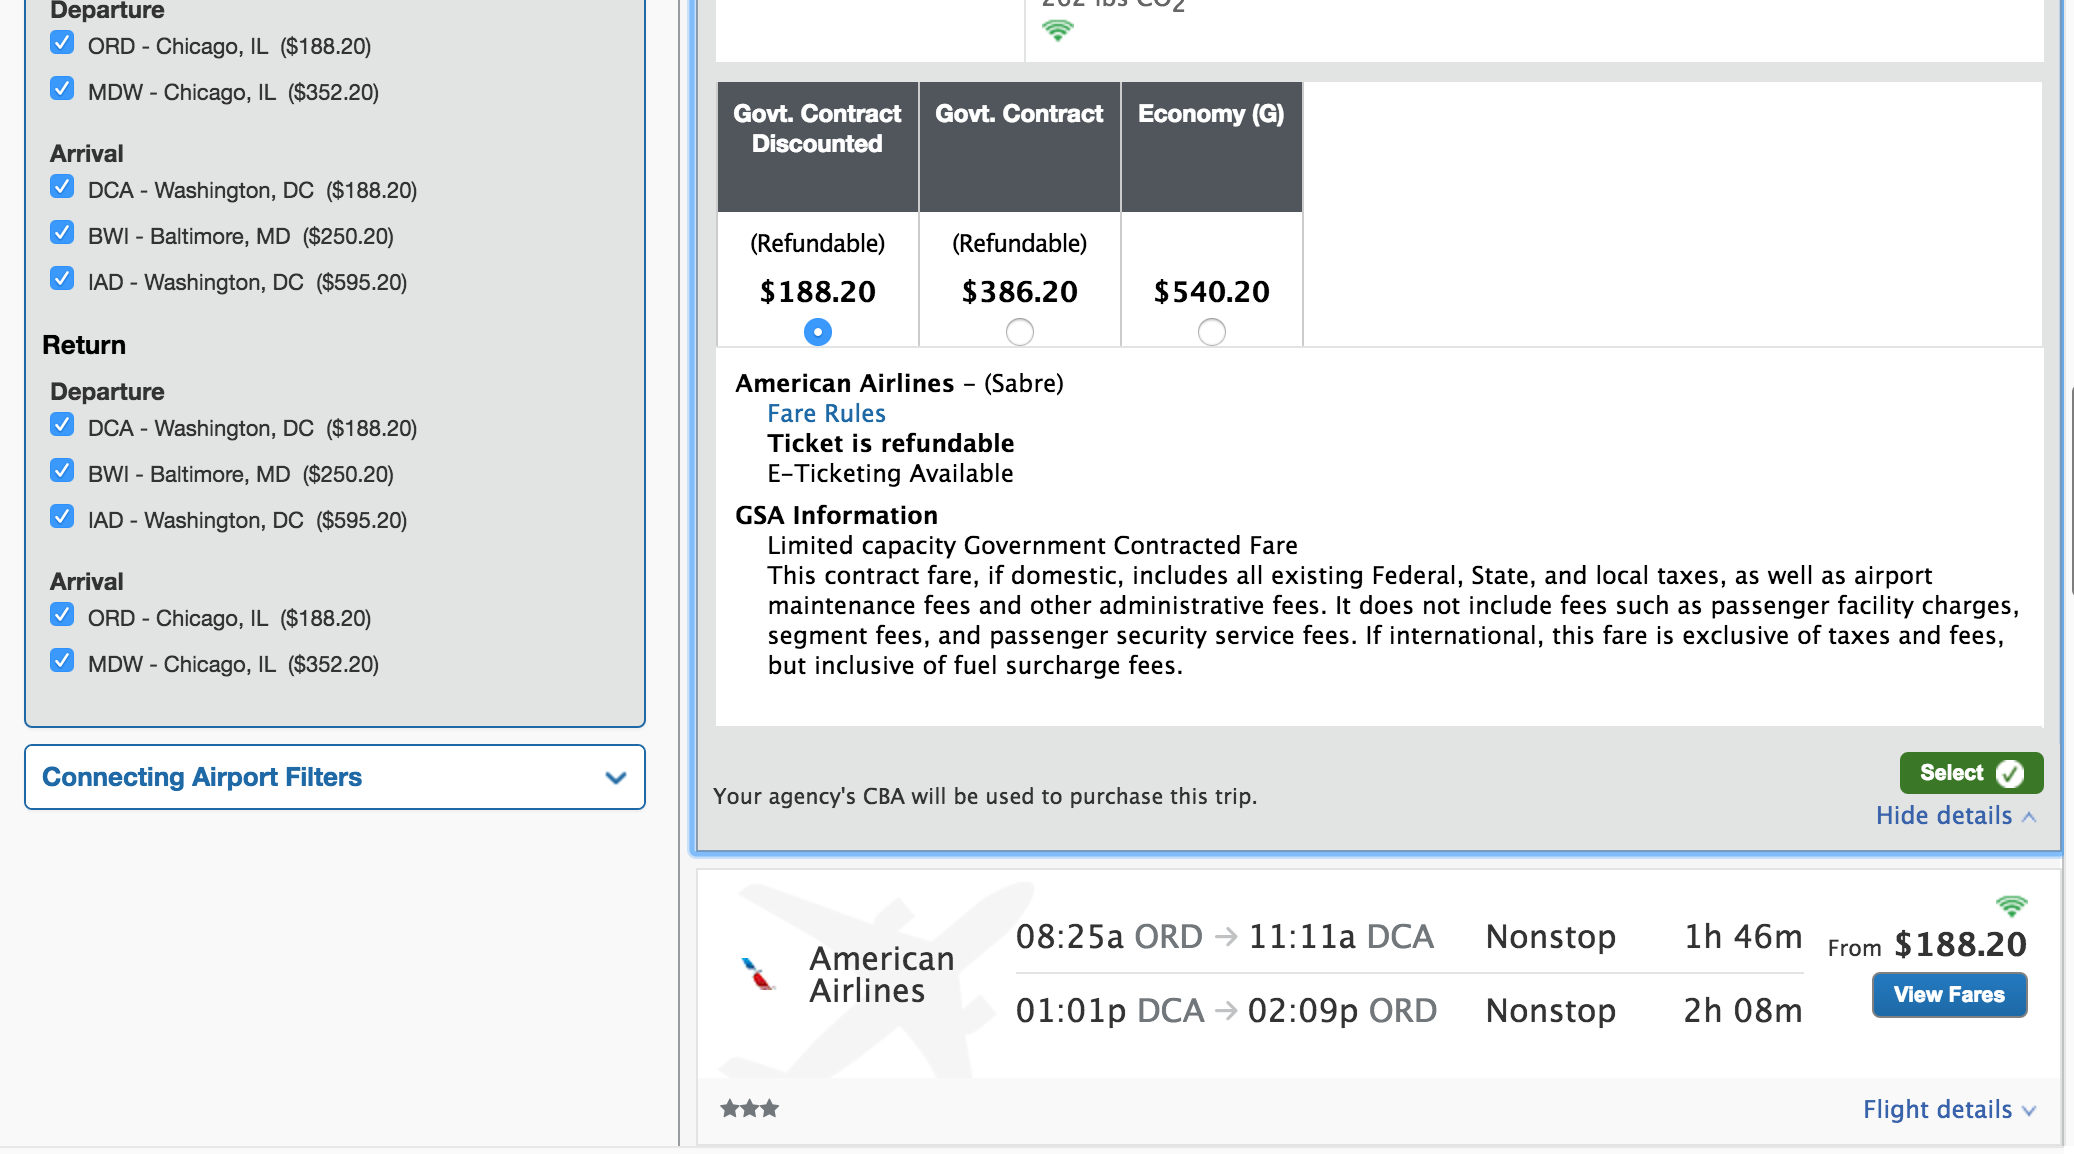 Departure
ORD - Chicago, IL ($188.20)
MDW - Chicago, IL ($352.20)
Arrival
DCA - Washington, DC ($188.20)
BWI - Baltimore, MD ($250.20)
IAD - Washington, DC ($595.20)
Return
Departure
DCA - Washington, DC ($188.20)
BWI - Baltimore, MD ($250.20)
IAD - Washington, DC ($595.20)
Arrival
ORD - Chicago, IL ($188.20)
MDW - Chicago, IL ($352.20)
Connecting Airport Filters
262 lbs CO2
Govt. Contract Discounted
Govt. Contract
Economy (G)
(Refundable)
(Refundable)
$188.20
$386.20
$540.20
American Airlines – (Sabre)
Fare Rules
Ticket is refundable
E-Ticketing Available
GSA Information
Limited capacity Government Contracted Fare
This contract fare, if domestic, includes all existing Federal, State, and local taxes, as well as airport
maintenance fees and other administrative fees. It does not include fees such as passenger facility charges,
segment fees, and passenger security service fees. If international, this fare is exclusive of taxes and fees,
but inclusive of fuel surcharge fees.
Select
Your agency's CBA will be used to purchase this trip.
Hide details
American
Airlines
08:25a ORD → 11:11a DCA Nonstop 1h 46m
01:01p DCA → 02:09p ORD Nonstop 2h 08m
From $188.20
View Fares
Flight details